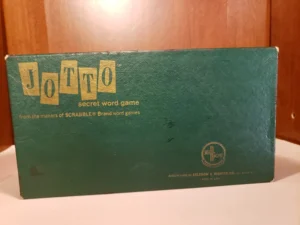 JOTTO
secret word game
from the makers of SCRABBLE® Brand word games